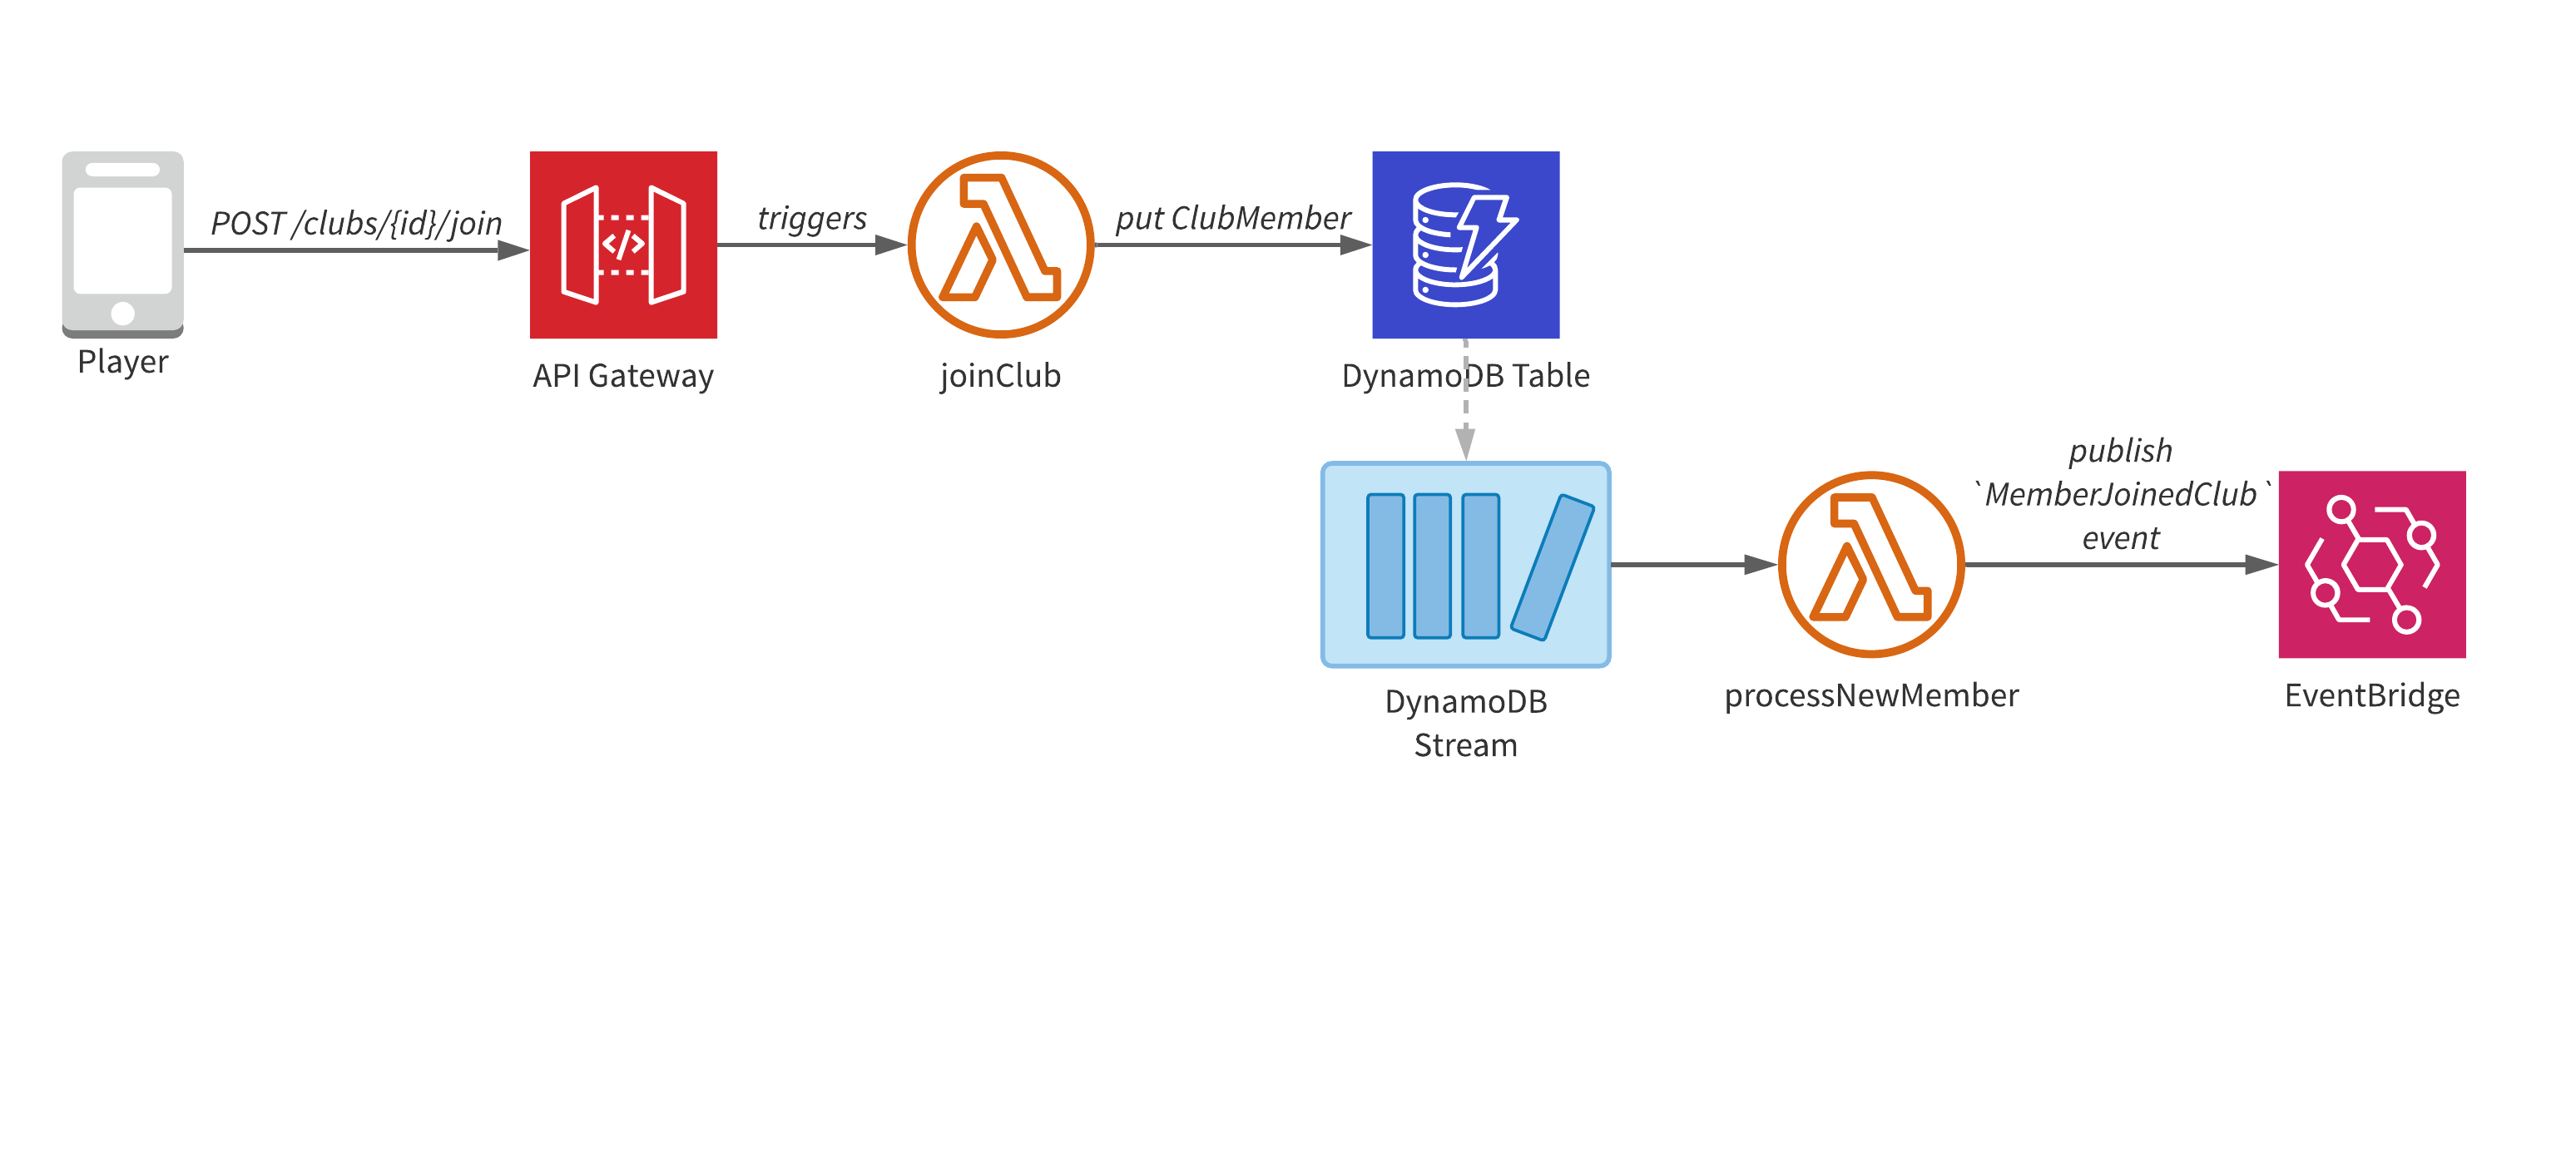 POST /clubs/{id}/join
triggers
put ClubMember
Player
API Gateway
joinClub
DynamoDB Table
publish
`MemberJoinedClub`
event
DynamoDB
Stream
processNewMember
EventBridge